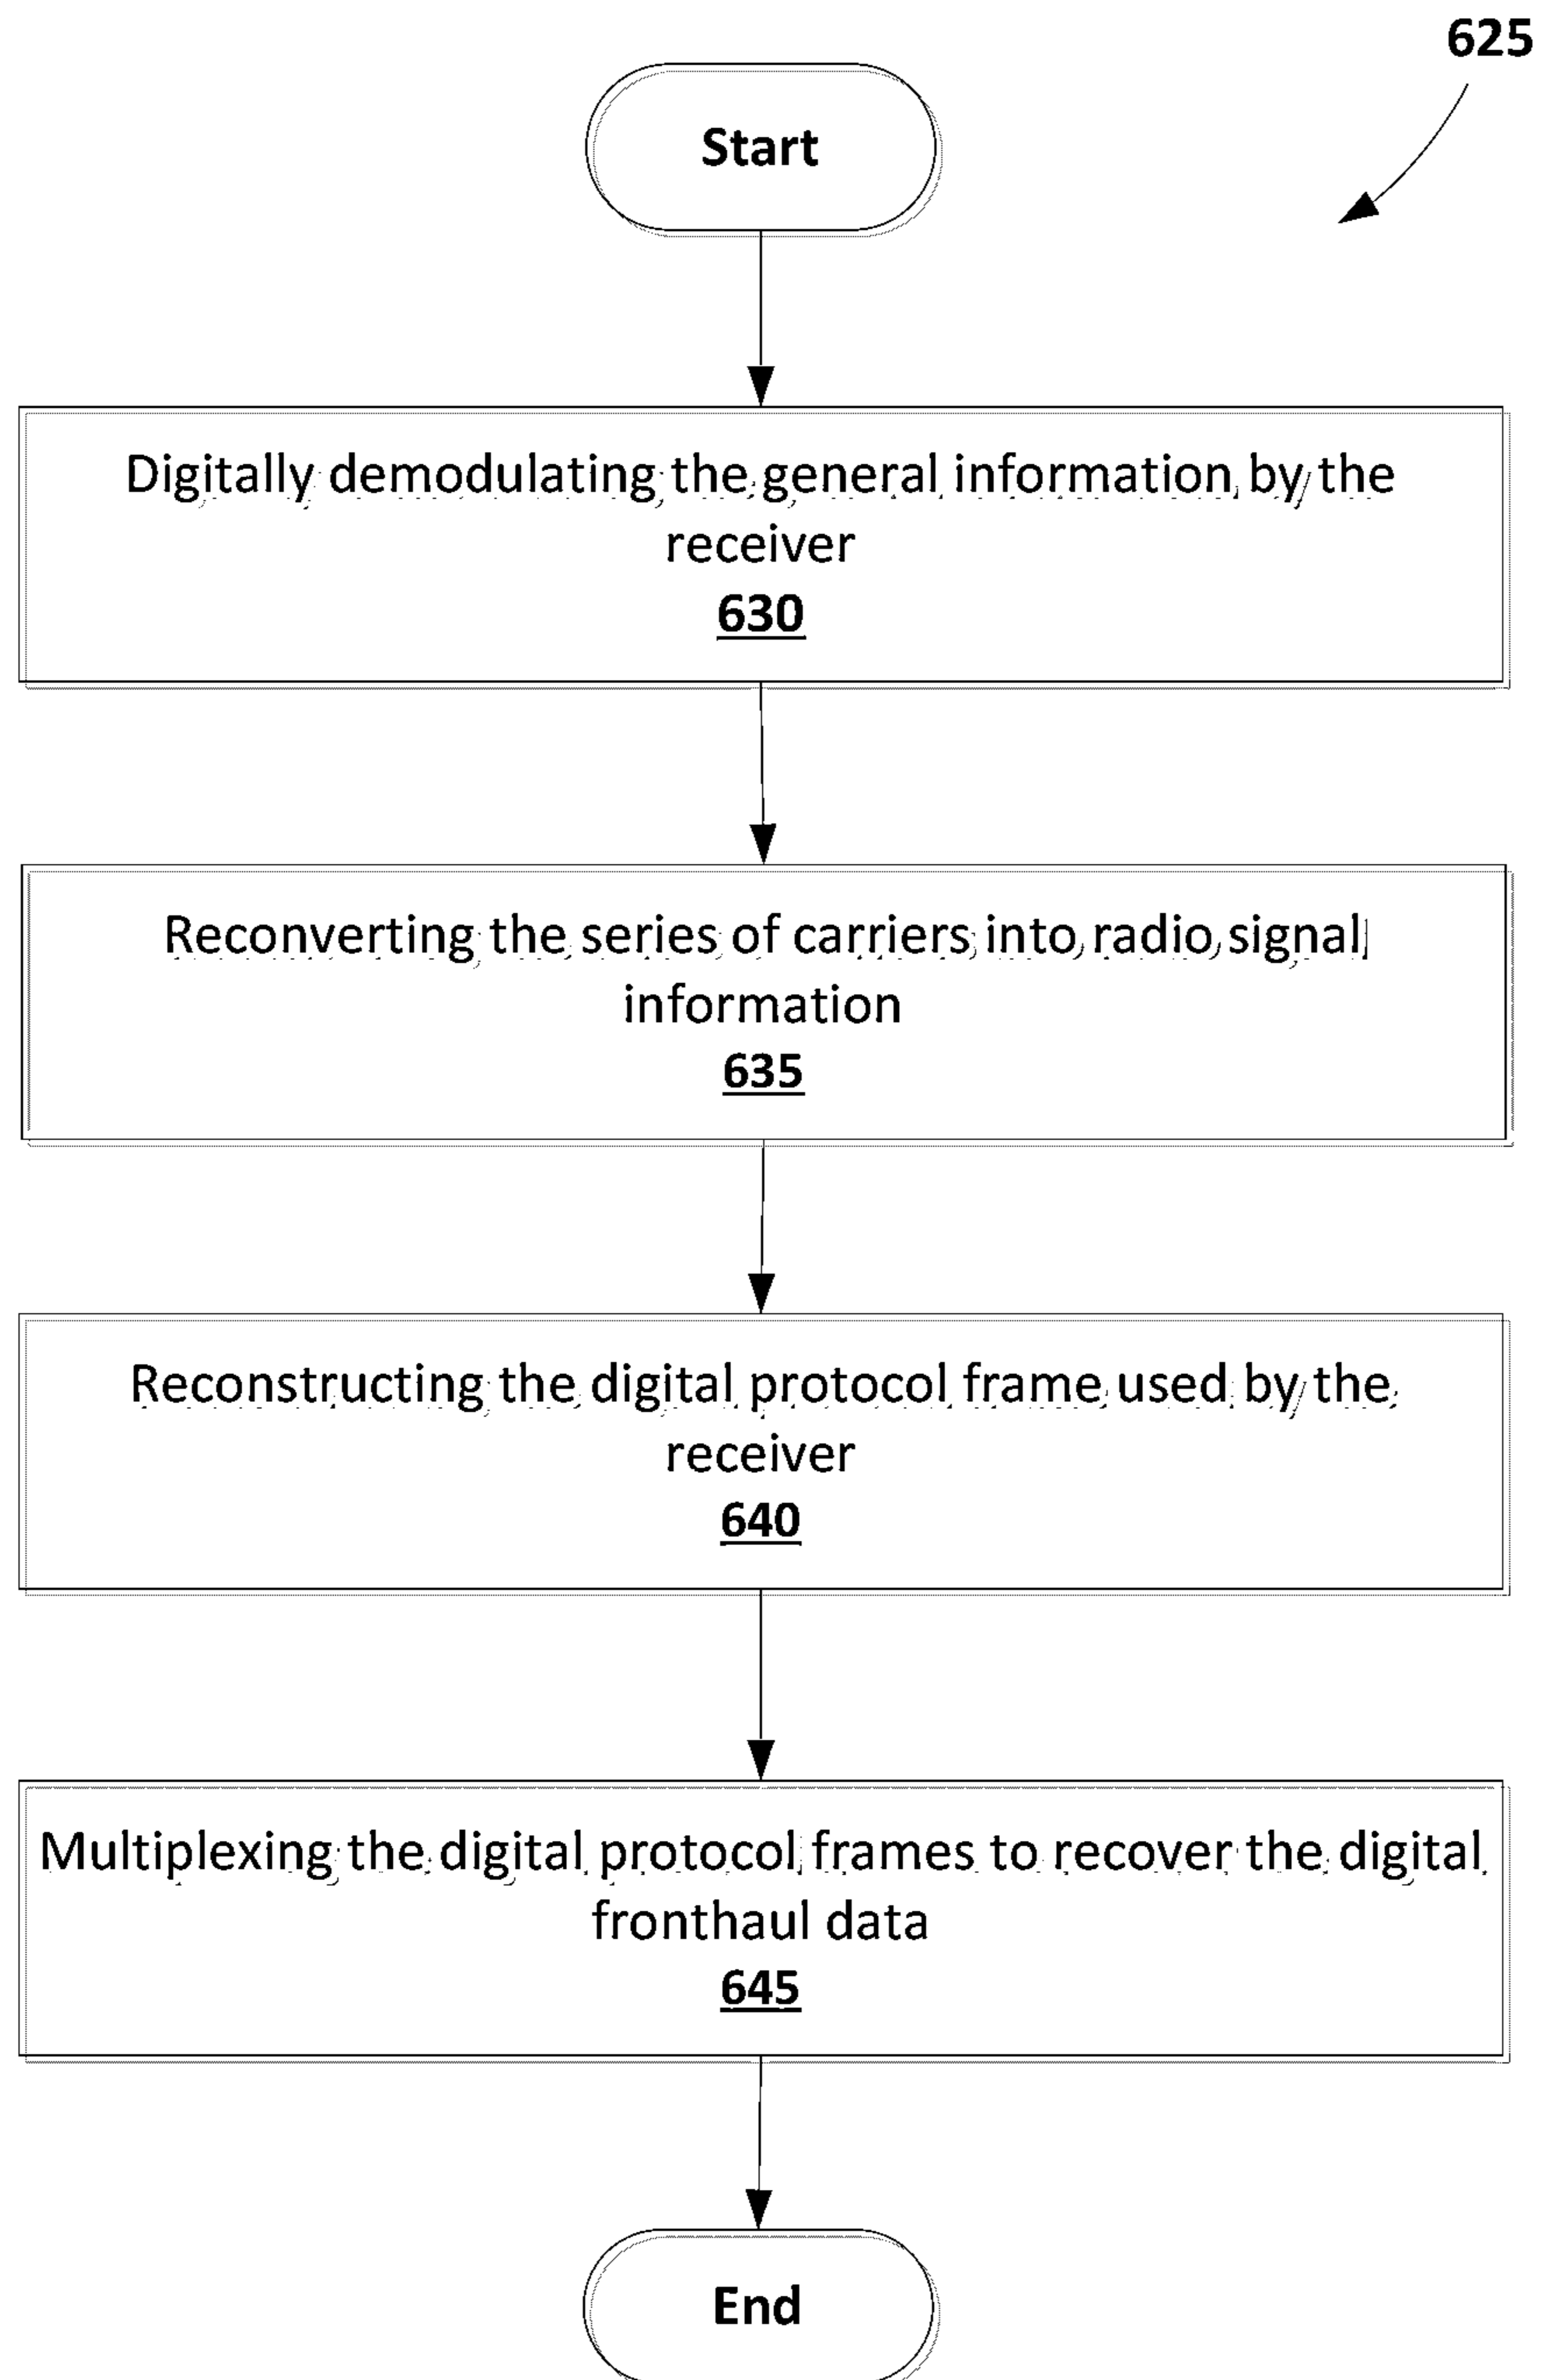 625
Start
Digitally demodulating the general information by the
receiver
630
Reconverting the series of carriers into radio signal
information
635
Reconstructing the digital protocol frame used by the
receiver
640
Multiplexing the digital protocol frames to recover the digital
fronthaul data
645
End